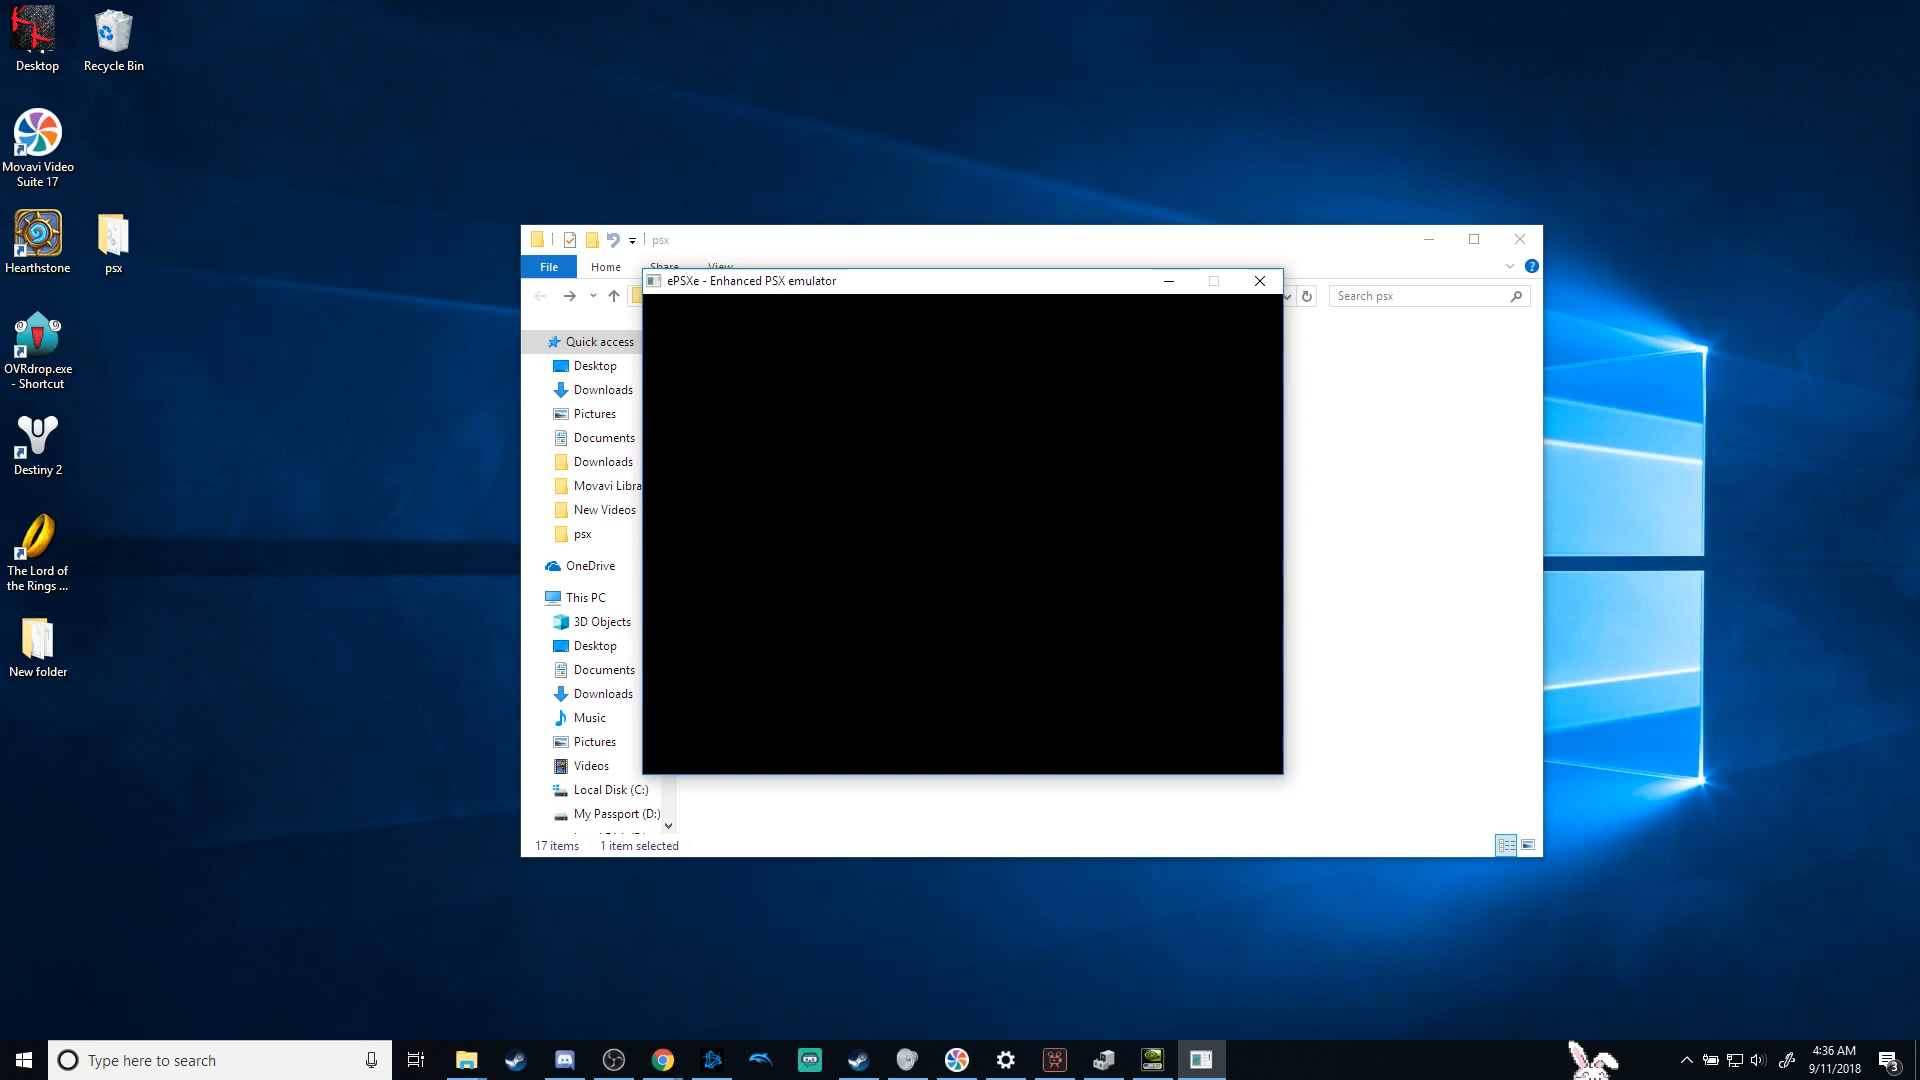 Desktop
Recycle Bin
Movavi Video
Suite 17
Hearthstone
psx
OVRdrop.exe
- Shortcut
Destiny 2
The Lord of
the Rings ...
New folder
psx
File
Home
Share
View
Search psx
ePSXe - Enhanced PSX emulator
Quick access
Desktop
Downloads
Pictures
Documents
Downloads
Movavi Libra
New Videos
psx
OneDrive
This PC
3D Objects
Desktop
Documents
Downloads
Music
Pictures
Videos
Local Disk (C:)
My Passport (D:)
17 items
1 item selected
Type here to search
4:36 AM
9/11/2018
3